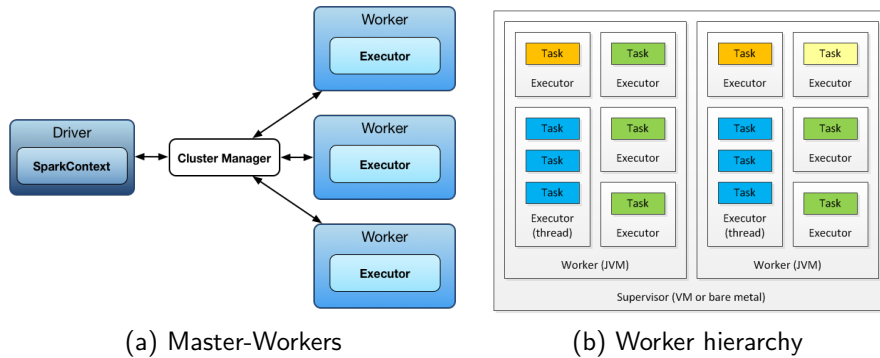 Worker
Executor
Driver
SparkContext
Cluster Manager
Worker
Executor
Worker
Executor
(a) Master-Workers
Task
Executor
Task
Executor
Task
Task
Task
Executor
(thread)
Task
Executor
Task
Executor
Worker (JVM)
Task
Executor
Task
Executor
Task
Task
Task
Executor
(thread)
Task
Executor
Task
Executor
Worker (JVM)
Supervisor (VM or bare metal)
(b) Worker hierarchy